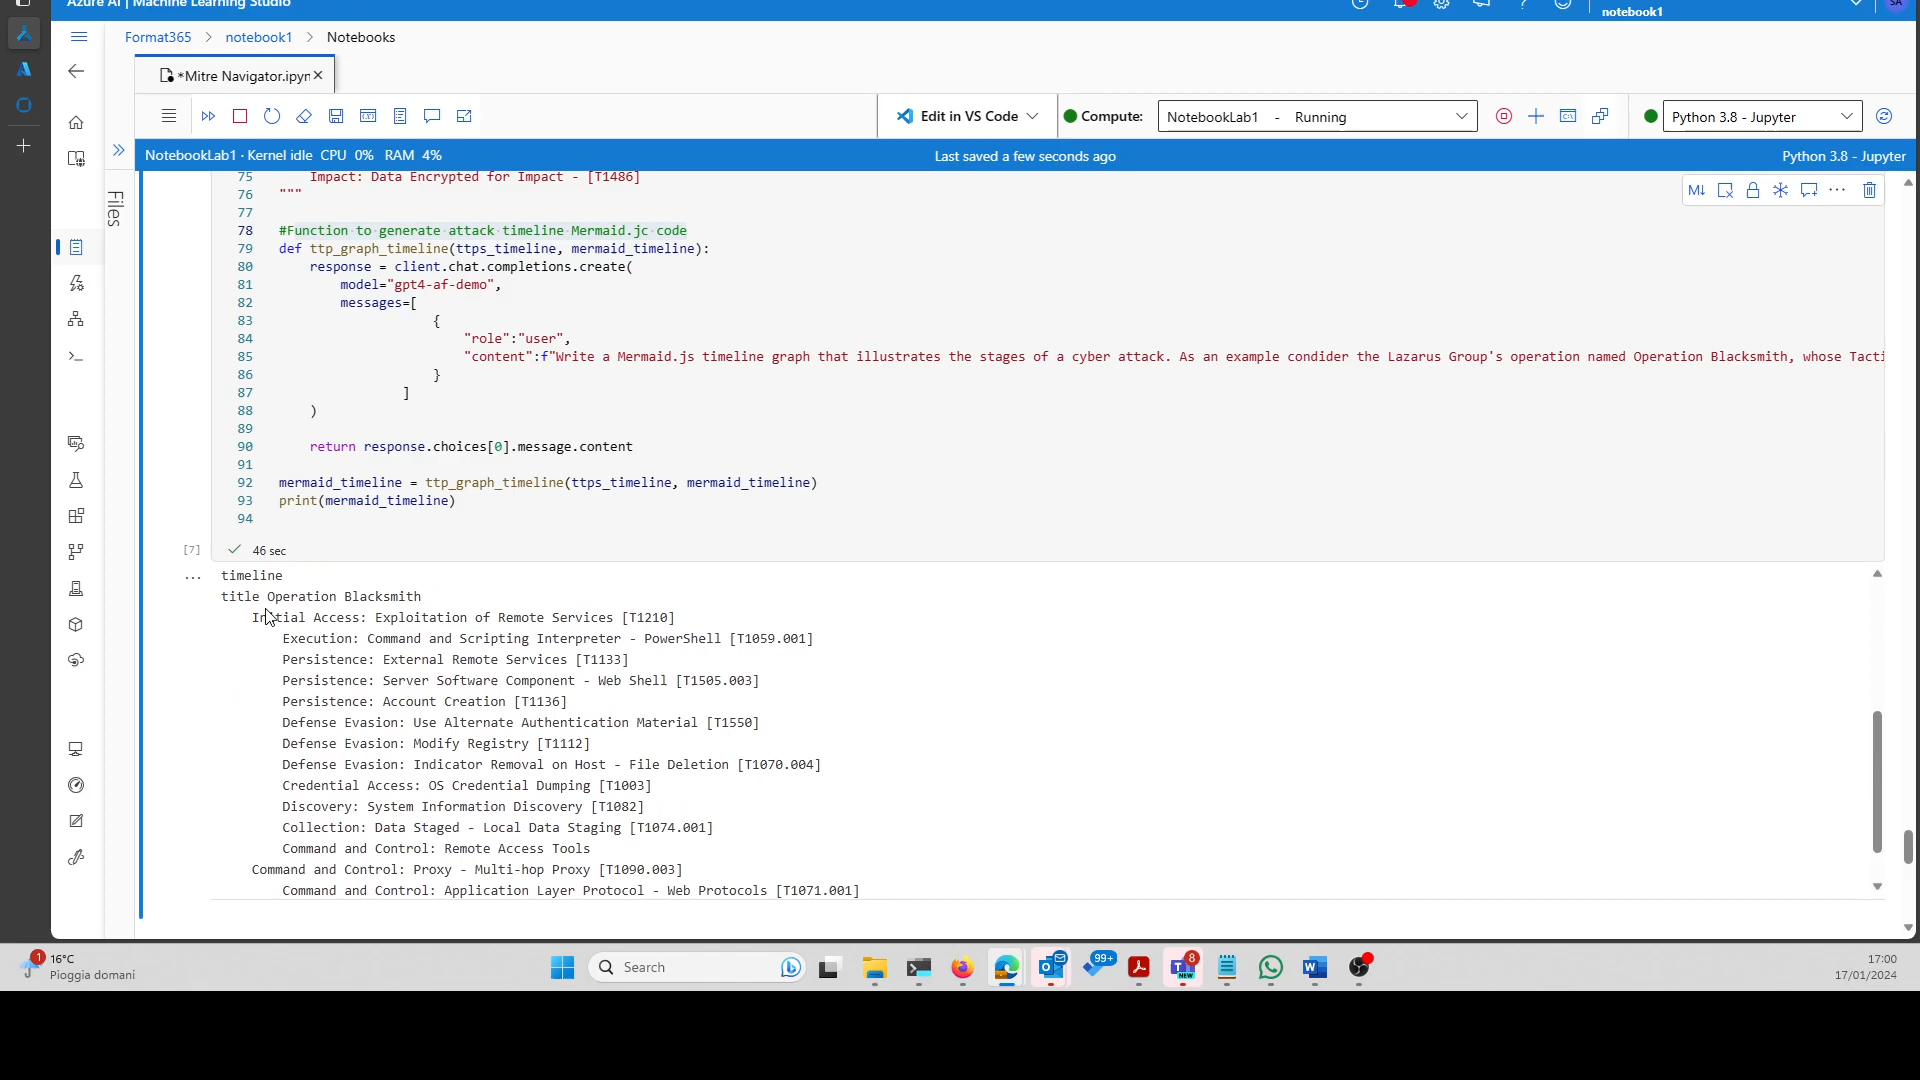 Azure AI | Machine Learning Studio
notebook1
SA
Format365 > notebook1 > Notebooks
*Mitre Navigator.ipyn
Edit in VS Code
Compute:
NotebookLab1 - Running
Python 3.8 - Jupyter
NotebookLab1 · Kernel idle CPU 0% RAM 4%
Last saved a few seconds ago
Python 3.8 - Jupyter
Files
75 Impact: Data Encrypted for Impact - [T1486]
76 """
77
78 #Function to generate attack timeline Mermaid.jc code
79 def ttp_graph_timeline(ttps_timeline, mermaid_timeline):
80 response = client.chat.completions.create(
81 model="gpt4-af-demo",
82 messages=[
83 {
84 "role":"user",
85 "content":f"Write a Mermaid.js timeline graph that illustrates the stages of a cyber attack. As an example condider the Lazarus Group's operation named Operation Blacksmith, whose Tacti
86 }
87 ]
88 )
89
90 return response.choices[0].message.content
91
92 mermaid_timeline = ttp_graph_timeline(ttps_timeline, mermaid_timeline)
93 print(mermaid_timeline)
94
[7] 46 sec
... timeline
title Operation Blacksmith
Initial Access: Exploitation of Remote Services [T1210]
Execution: Command and Scripting Interpreter - PowerShell [T1059.001]
Persistence: External Remote Services [T1133]
Persistence: Server Software Component - Web Shell [T1505.003]
Persistence: Account Creation [T1136]
Defense Evasion: Use Alternate Authentication Material [T1550]
Defense Evasion: Modify Registry [T1112]
Defense Evasion: Indicator Removal on Host - File Deletion [T1070.004]
Credential Access: OS Credential Dumping [T1003]
Discovery: System Information Discovery [T1082]
Collection: Data Staged - Local Data Staging [T1074.001]
Command and Control: Remote Access Tools
Command and Control: Proxy - Multi-hop Proxy [T1090.003]
Command and Control: Application Layer Protocol - Web Protocols [T1071.001]
1
16°C
Pioggia domani
Search
99+
8
NEW
17:00
17/01/2024